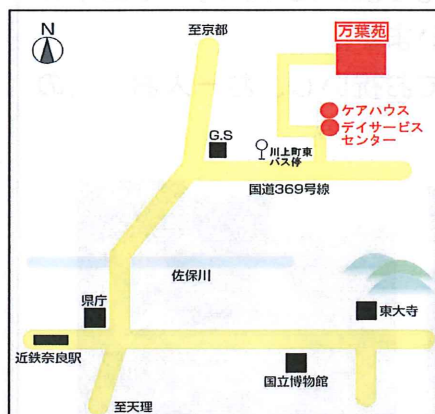 N
至京都
万葉苑
ケアハウス
デイサービス
センター
G.S
川上町東
バス停
国道369号線
佐保川
県庁
東大寺
近鉄奈良駅
国立博物館
至天理